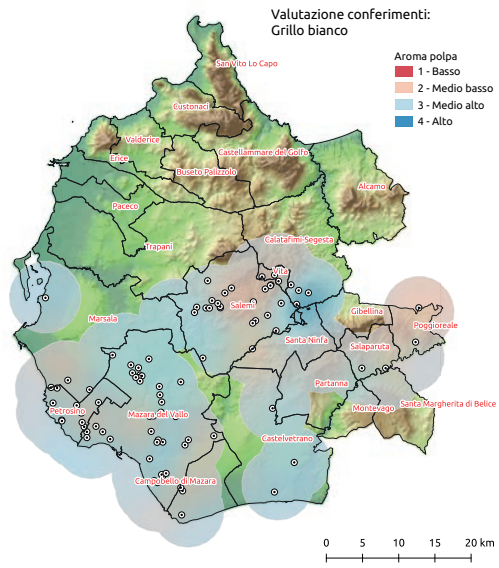 Valutazione conferimenti:
Grillo bianco
Aroma polpa
1 - Basso
2 - Medio basso
3 - Medio alto
4 - Alto
San Vito Lo Capo
Custonaci
Valderice
Erice
Castellammare del Golfo
Buseto Palizzolo
Alcamo
Paceco
Trapani
Calatafimi-Segesta
Vita
Marsala
Salemi
Gibellina
Poggioreale
Santa Ninfa
Salaparuta
Partanna
Petrosino
Mazara del Vallo
Montevago
Santa Margherita di Belice
Castelvetrano
Campobello di Mazara
0 5 10 15 20 km